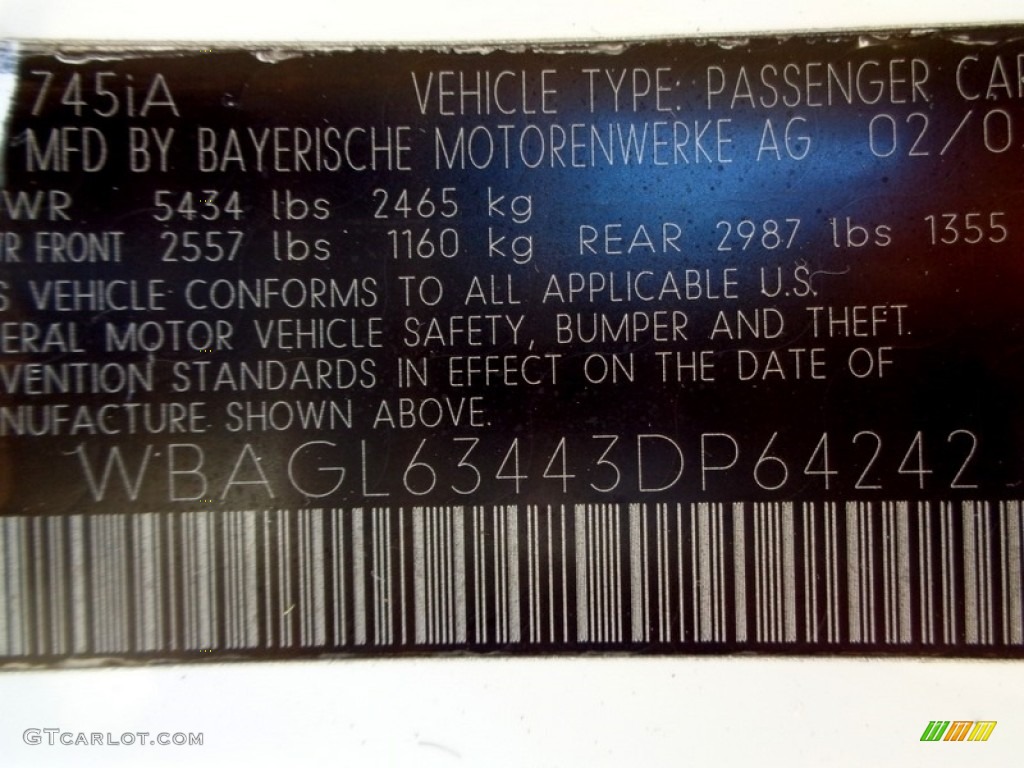 745iA VEHICLE TYPE: PASSENGER CAR
MFD BY BAYERISCHE MOTORENWERKE AG 02/0
WR 5434 lbs 2465 kg
WR FRONT 2557 lbs 1160 kg REAR 2987 lbs 1355
S VEHICLE CONFORMS TO ALL APPLICABLE U.S.
ERAL MOTOR VEHICLE SAFETY, BUMPER AND THEFT
VENTION STANDARDS IN EFFECT ON THE DATE OF
NUFACTURE SHOWN ABOVE.
WBAGL63443DP64242
GTCARLOT.COM